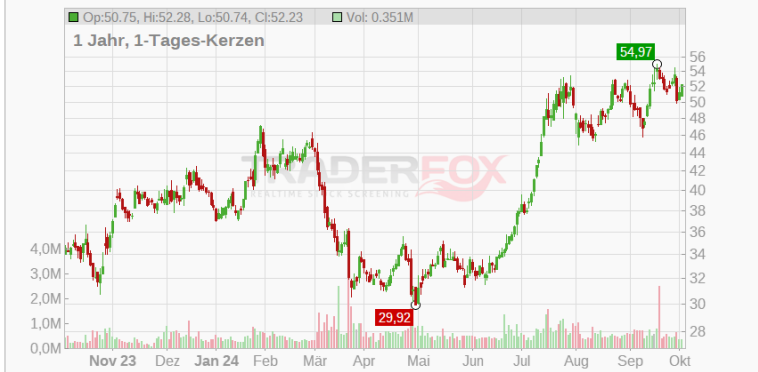 Op:50.75, Hi:52.28, Lo:50.74, Cl:52.23 Vol: 0.351M
1 Jahr, 1-Tages-Kerzen
54,97
56
54
52
50
48
46
44
42
40
38
36
34
32
30
28
TRADERFOX
REALTIME STOCK SCREENING
4,0M
3,0M
2,0M
1,0M
0,0M
29,92
Nov 23 Dez Jan 24 Feb Mär Apr Mai Jun Jul Aug Sep Okt